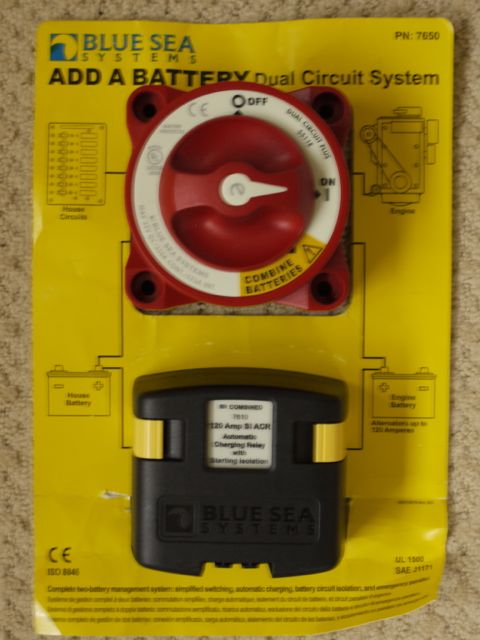 BLUE SEA
SYSTEMS
PN: 7650
ADD A BATTERY Dual Circuit System
OFF
DUAL CIRCUIT PLUS
ON
I
COMBINE
BATTERIES
© BLUE SEA SYSTEMS
House
Circuits
Engine
House
Battery
Engine
Battery
Alternators up to
120 Amperes
COMBINED
7610
120 Amp SI ACR
Automatic
Charging Relay
with
Starting Isolation
BLUE SEA
SYSTEMS
CE
ISO 8846
UL 1500
SAE J1171
Complete two-battery management system: simplified switching, automatic charging, battery circuit isolation, and emergency parallel